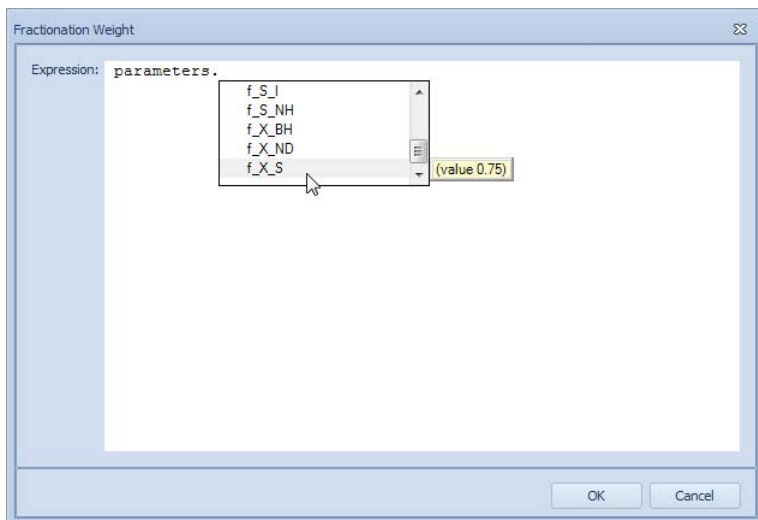 Fractionation Weight
Expression: parameters.
f_S_I
f_S_NH
f_X_BH
f_X_ND
f_X_S
(value 0.75)
OK Cancel